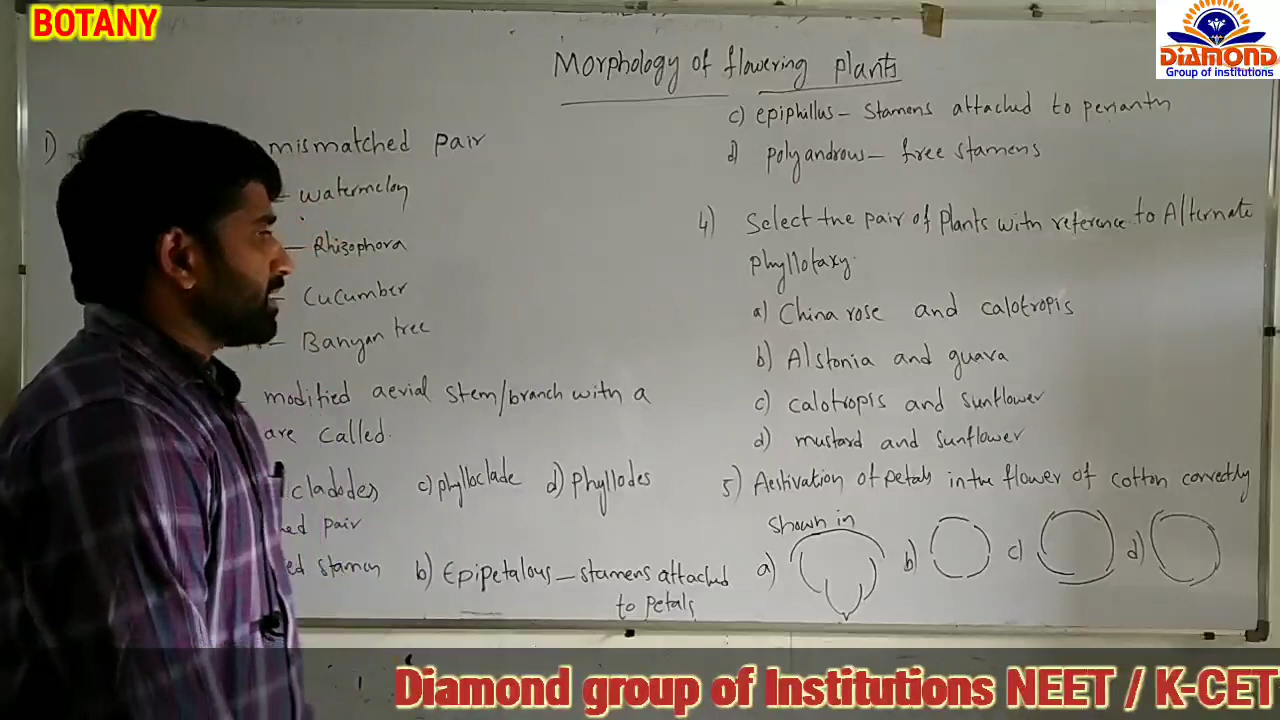 BOTANY
DIAMOND
Group of institutions
Morphology of flowering plants
1)
mismatched pair
– watermelon
– Rhizophora
– Cucumber
– Banyan tree
modified aerial stem/branch with a
are called.
cladodes c) phylloclade d) Phyllodes
ed pair
ed stamen b) Epipetalous – stamens attached
to petals
c) epiphillus – stamens attached to perianth
d) polyandrous – free stamens
4) Select the pair of plants with reference to Alternate
phyllotaxy.
a) China rose and calotropis
b) Alstonia and guava
c) calotropis and sunflower
d) mustard and sunflower
5) Aestivation of petals in the flower of cotton correctly
shown in
a) b) c) d)
Diamond group of Institutions NEET / K-CET